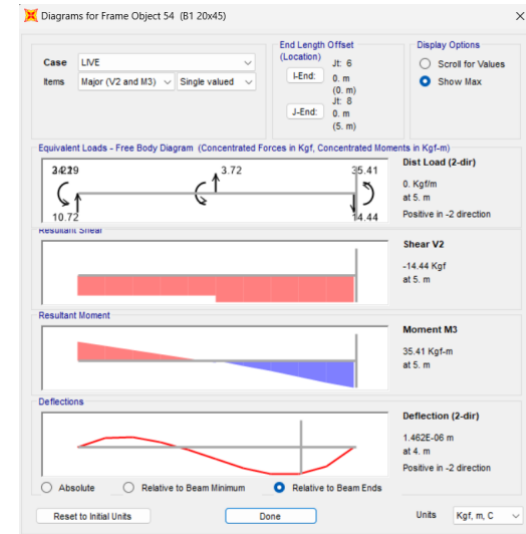 Diagrams for Frame Object 54 (B1 20x45)
Case LIVE
Items Major (V2 and M3) Single valued
End Length Offset
(Location)
Jt: 6
I-End: 0. m
(0. m)
Jt: 8
J-End: 0. m
(5. m)
Display Options
Scroll for Values
Show Max
Equivalent Loads - Free Body Diagram (Concentrated Forces in Kgf, Concentrated Moments in Kgf-m)
3.72 35.41
10.72 14.44
Dist Load (2-dir)
0. Kgf/m
at 5. m
Positive in -2 direction
Resultant Shear
Shear V2
-14.44 Kgf
at 5. m
Resultant Moment
Moment M3
35.41 Kgf-m
at 5. m
Deflections
Deflection (2-dir)
1.462E-06 m
at 4. m
Positive in -2 direction
Absolute Relative to Beam Minimum Relative to Beam Ends
Reset to Initial Units Done Units Kgf, m, C